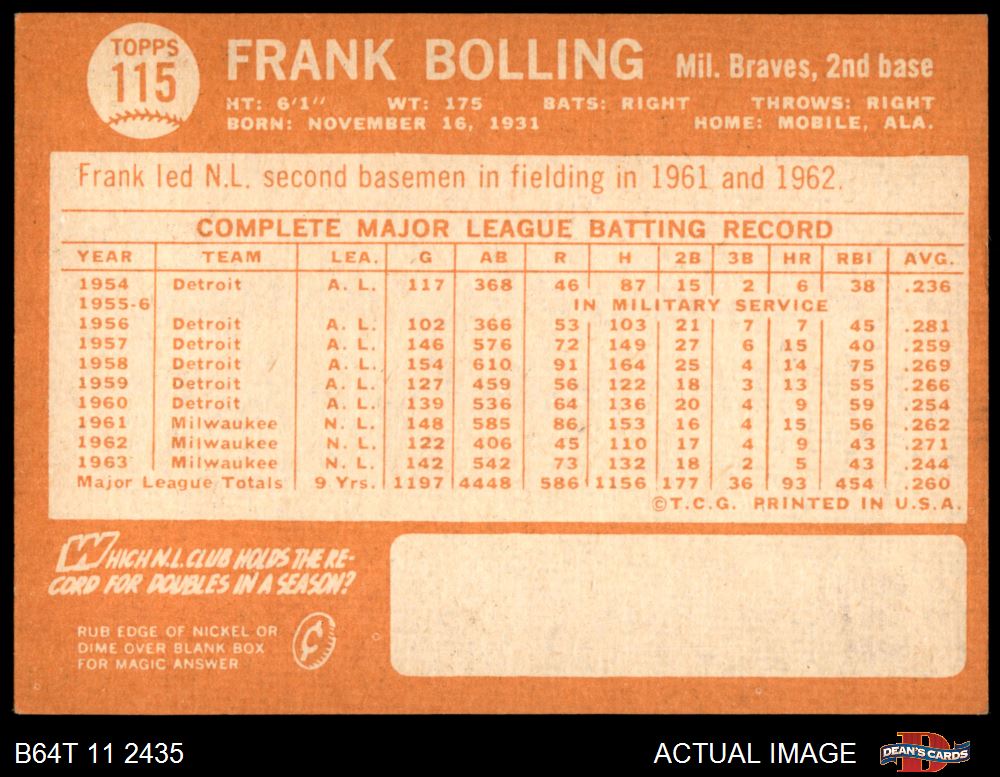 TOPPS
115
FRANK BOLLING Mil. Braves, 2nd base
HT: 6'1" WT: 175 BATS: RIGHT THROWS: RIGHT
BORN: NOVEMBER 16, 1931 HOME: MOBILE, ALA.
Frank led N.L. second basemen in fielding in 1961 and 1962.
COMPLETE MAJOR LEAGUE BATTING RECORD
YEAR TEAM LEA. G AB R H 2B 3B HR RBI AVG.
1954 Detroit A. L. 117 368 46 87 15 2 6 38 .236
1955-6 IN MILITARY SERVICE
1956 Detroit A. L. 102 366 53 103 21 7 7 45 .281
1957 Detroit A. L. 146 576 72 149 27 6 15 40 .259
1958 Detroit A. L. 154 610 91 164 25 4 14 75 .269
1959 Detroit A. L. 127 459 56 122 18 3 13 55 .266
1960 Detroit A. L. 139 536 64 136 20 4 9 59 .254
1961 Milwaukee N. L. 148 585 86 153 16 4 15 56 .262
1962 Milwaukee N. L. 122 406 45 110 17 4 9 43 .271
1963 Milwaukee N. L. 142 542 73 132 18 2 5 43 .244
Major League Totals 9 Yrs. 1197 4448 586 1156 177 36 93 454 .260
©T.C.G. PRINTED IN U.S.A.
WHICH N.L. CLUB HOLDS THE RE-
CORD FOR DOUBLES IN A SEASON?
RUB EDGE OF NICKEL OR
DIME OVER BLANK BOX
FOR MAGIC ANSWER
¢
B64T 11 2435 ACTUAL IMAGE DEAN'S CARDS